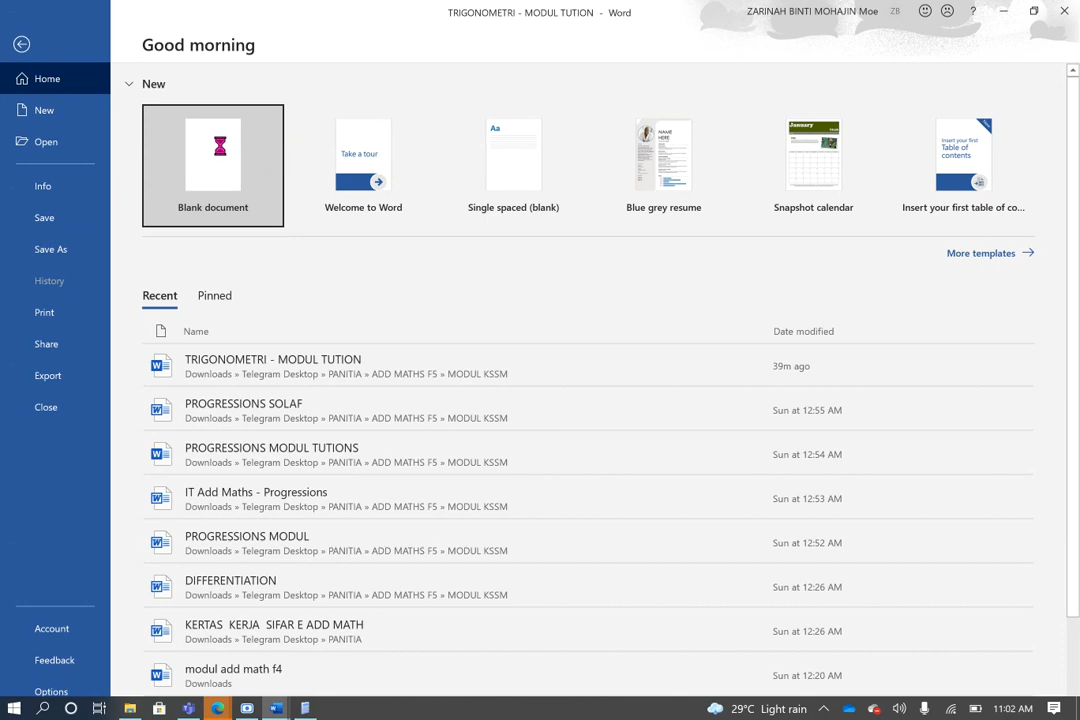 TRIGONOMETRI - MODUL TUTION - Word
ZARINAH BINTI MOHAJIN Moe ZB ?
Good morning
Home
New
Open
Info
Save
Save As
History
Print
Share
Export
Close
Account
Feedback
Options
New
Blank document
Take a tour
Welcome to Word
Aa
Single spaced (blank)
NAME HERE
Blue grey resume
January
Snapshot calendar
Insert your first
Table of
contents
Insert your first table of co...
More templates
Recent Pinned
Name Date modified
TRIGONOMETRI - MODUL TUTION
Downloads » Telegram Desktop » PANITIA » ADD MATHS F5 » MODUL KSSM
39m ago
PROGRESSIONS SOLAF
Downloads » Telegram Desktop » PANITIA » ADD MATHS F5 » MODUL KSSM
Sun at 12:55 AM
PROGRESSIONS MODUL TUTIONS
Downloads » Telegram Desktop » PANITIA » ADD MATHS F5 » MODUL KSSM
Sun at 12:54 AM
IT Add Maths - Progressions
Downloads » Telegram Desktop » PANITIA » ADD MATHS F5 » MODUL KSSM
Sun at 12:53 AM
PROGRESSIONS MODUL
Downloads » Telegram Desktop » PANITIA » ADD MATHS F5 » MODUL KSSM
Sun at 12:52 AM
DIFFERENTIATION
Downloads » Telegram Desktop » PANITIA » ADD MATHS F5 » MODUL KSSM
Sun at 12:26 AM
KERTAS KERJA SIFAR E ADD MATH
Downloads » Telegram Desktop » PANITIA
Sun at 12:26 AM
modul add math f4
Downloads
Sun at 12:20 AM
29°C Light rain
11:02 AM